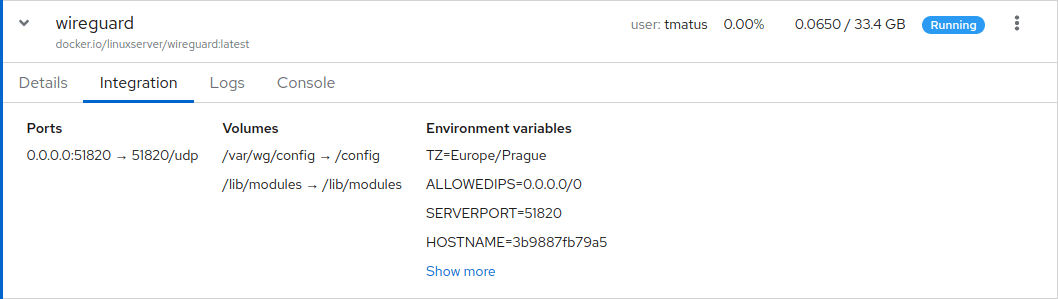 wireguard
docker.io/linuxserver/wireguard:latest
user: tmatus 0.00% 0.0650 / 33.4 GB Running
Details Integration Logs Console
Ports Volumes Environment variables
0.0.0.0:51820 → 51820/udp /var/wg/config → /config TZ=Europe/Prague
/lib/modules → /lib/modules ALLOWEDIPS=0.0.0.0/0
SERVERPORT=51820
HOSTNAME=3b9887fb79a5
Show more